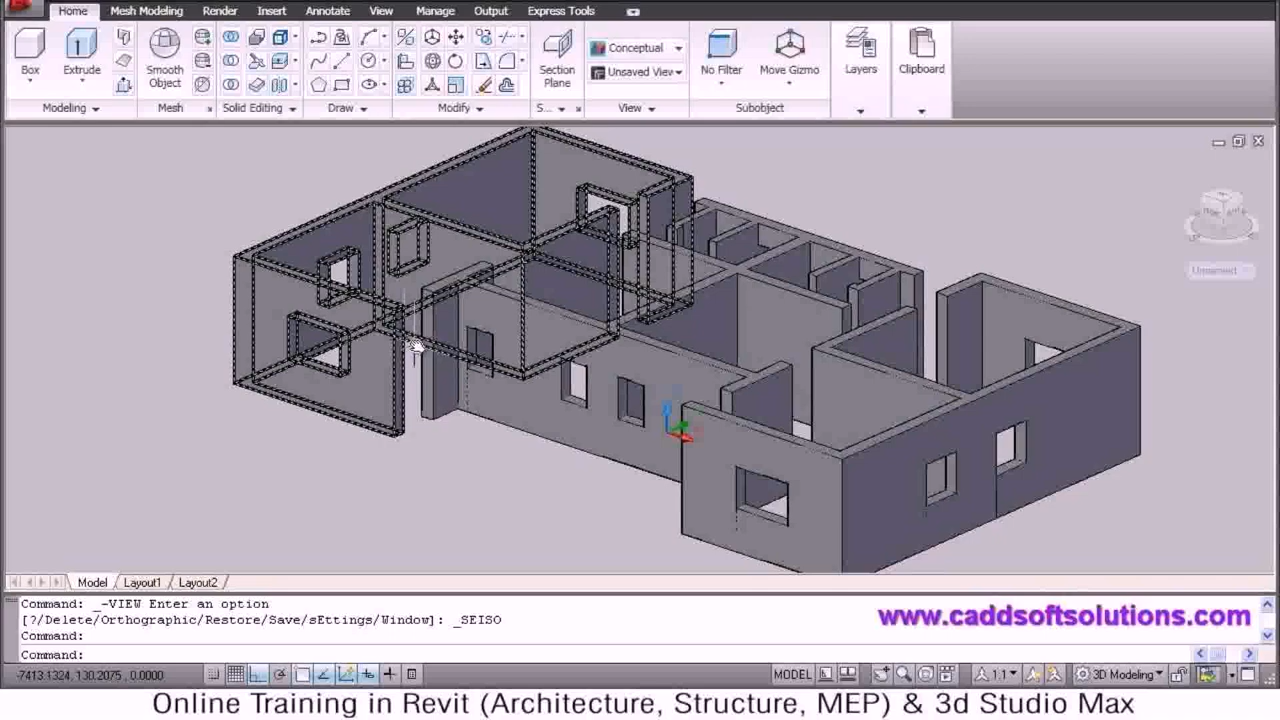 Home Mesh Modeling Render Insert Annotate View Manage Output Express Tools
Conceptual
Unsaved View
Box Extrude Smooth Object Section Plane No Filter Move Gizmo Layers Clipboard
Modeling Mesh Solid Editing Draw Modify S... View Subobject
Unnamed
Model Layout1 Layout2
Command: _-VIEW Enter an option
[?/Delete/Orthographic/Restore/Save/sEttings/Window]: _SEISO
Command:
Command:
www.caddsoftsolutions.com
-7413.1324, 130.2075, 0.0000 MODEL 1:1 3D Modeling
Online Training in Revit (Architecture, Structure, MEP) & 3d Studio Max